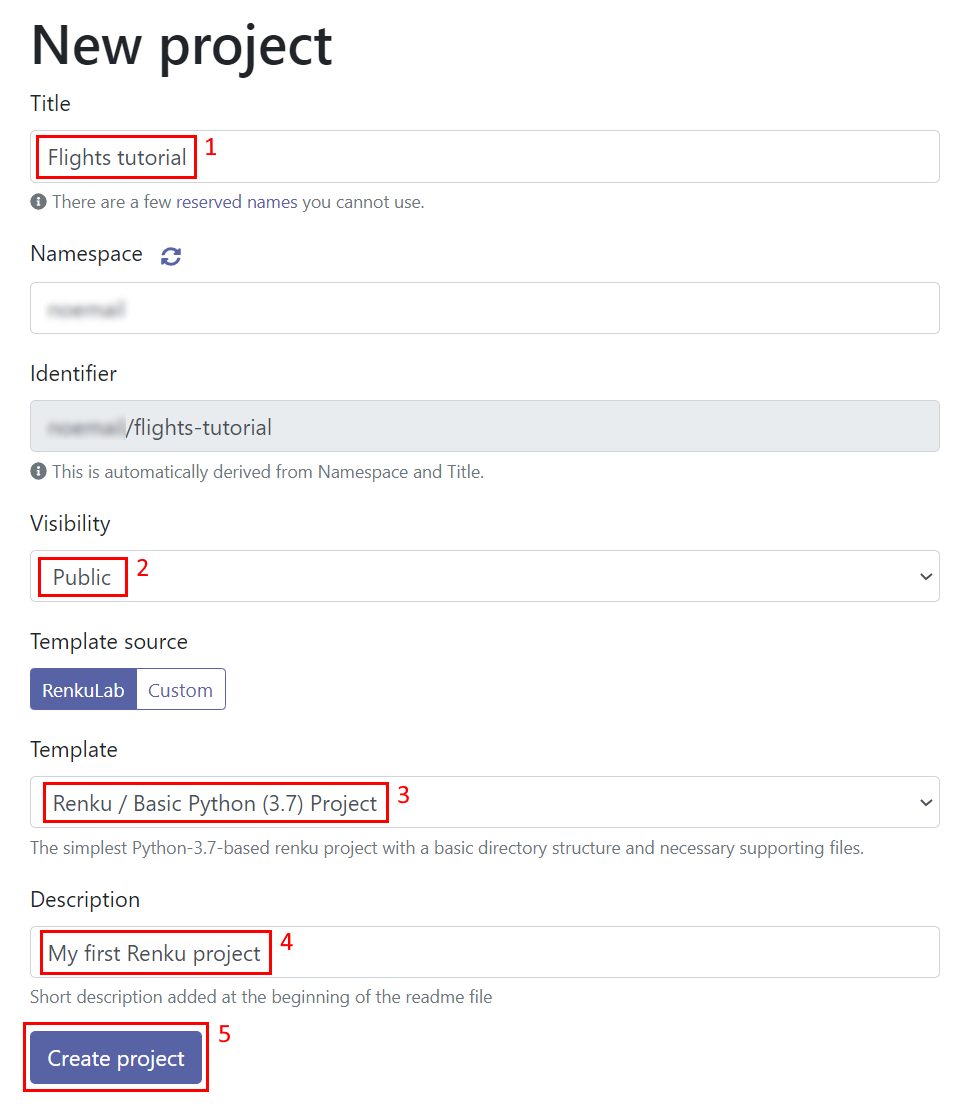 New project
Title
Flights tutorial 1
There are a few reserved names you cannot use.
Namespace
Identifier
/flights-tutorial
This is automatically derived from Namespace and Title.
Visibility
Public 2
Template source
RenkuLab Custom
Template
Renku / Basic Python (3.7) Project 3
The simplest Python-3.7-based renku project with a basic directory structure and necessary supporting files.
Description
My first Renku project 4
Short description added at the beginning of the readme file
Create project 5